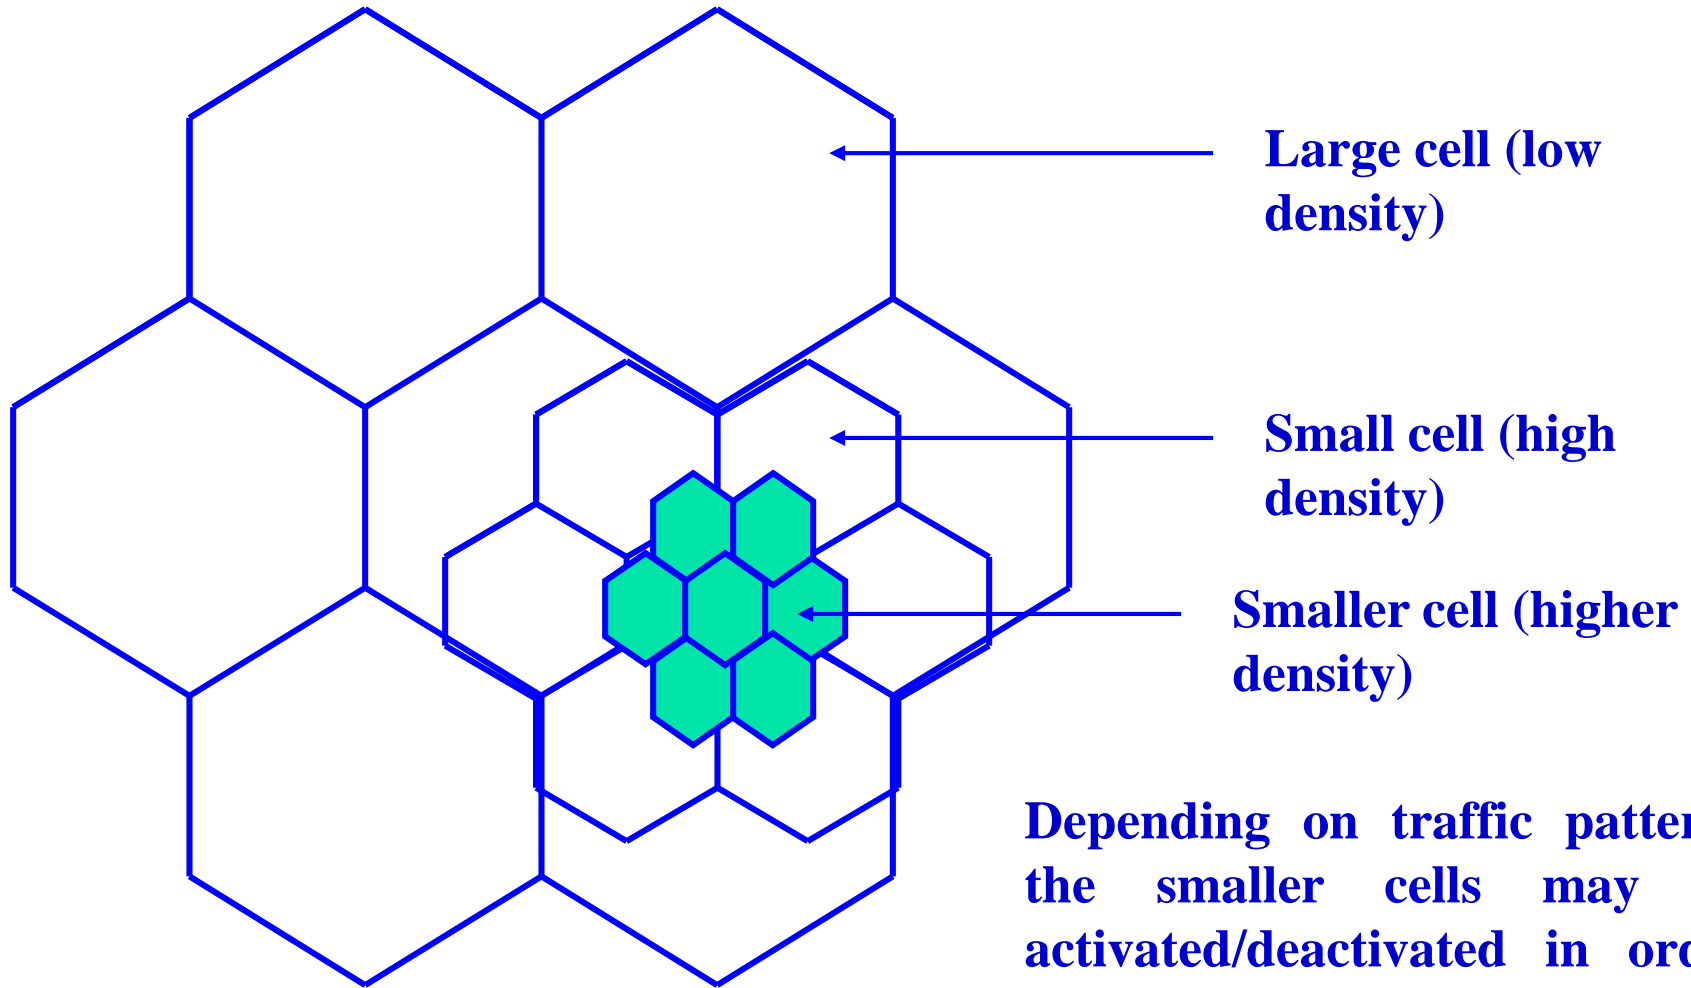 Large cell (low
density)
Small cell (high
density)
Smaller cell (higher
density)
Depending on traffic
the smaller cells may
activated/deactivated in